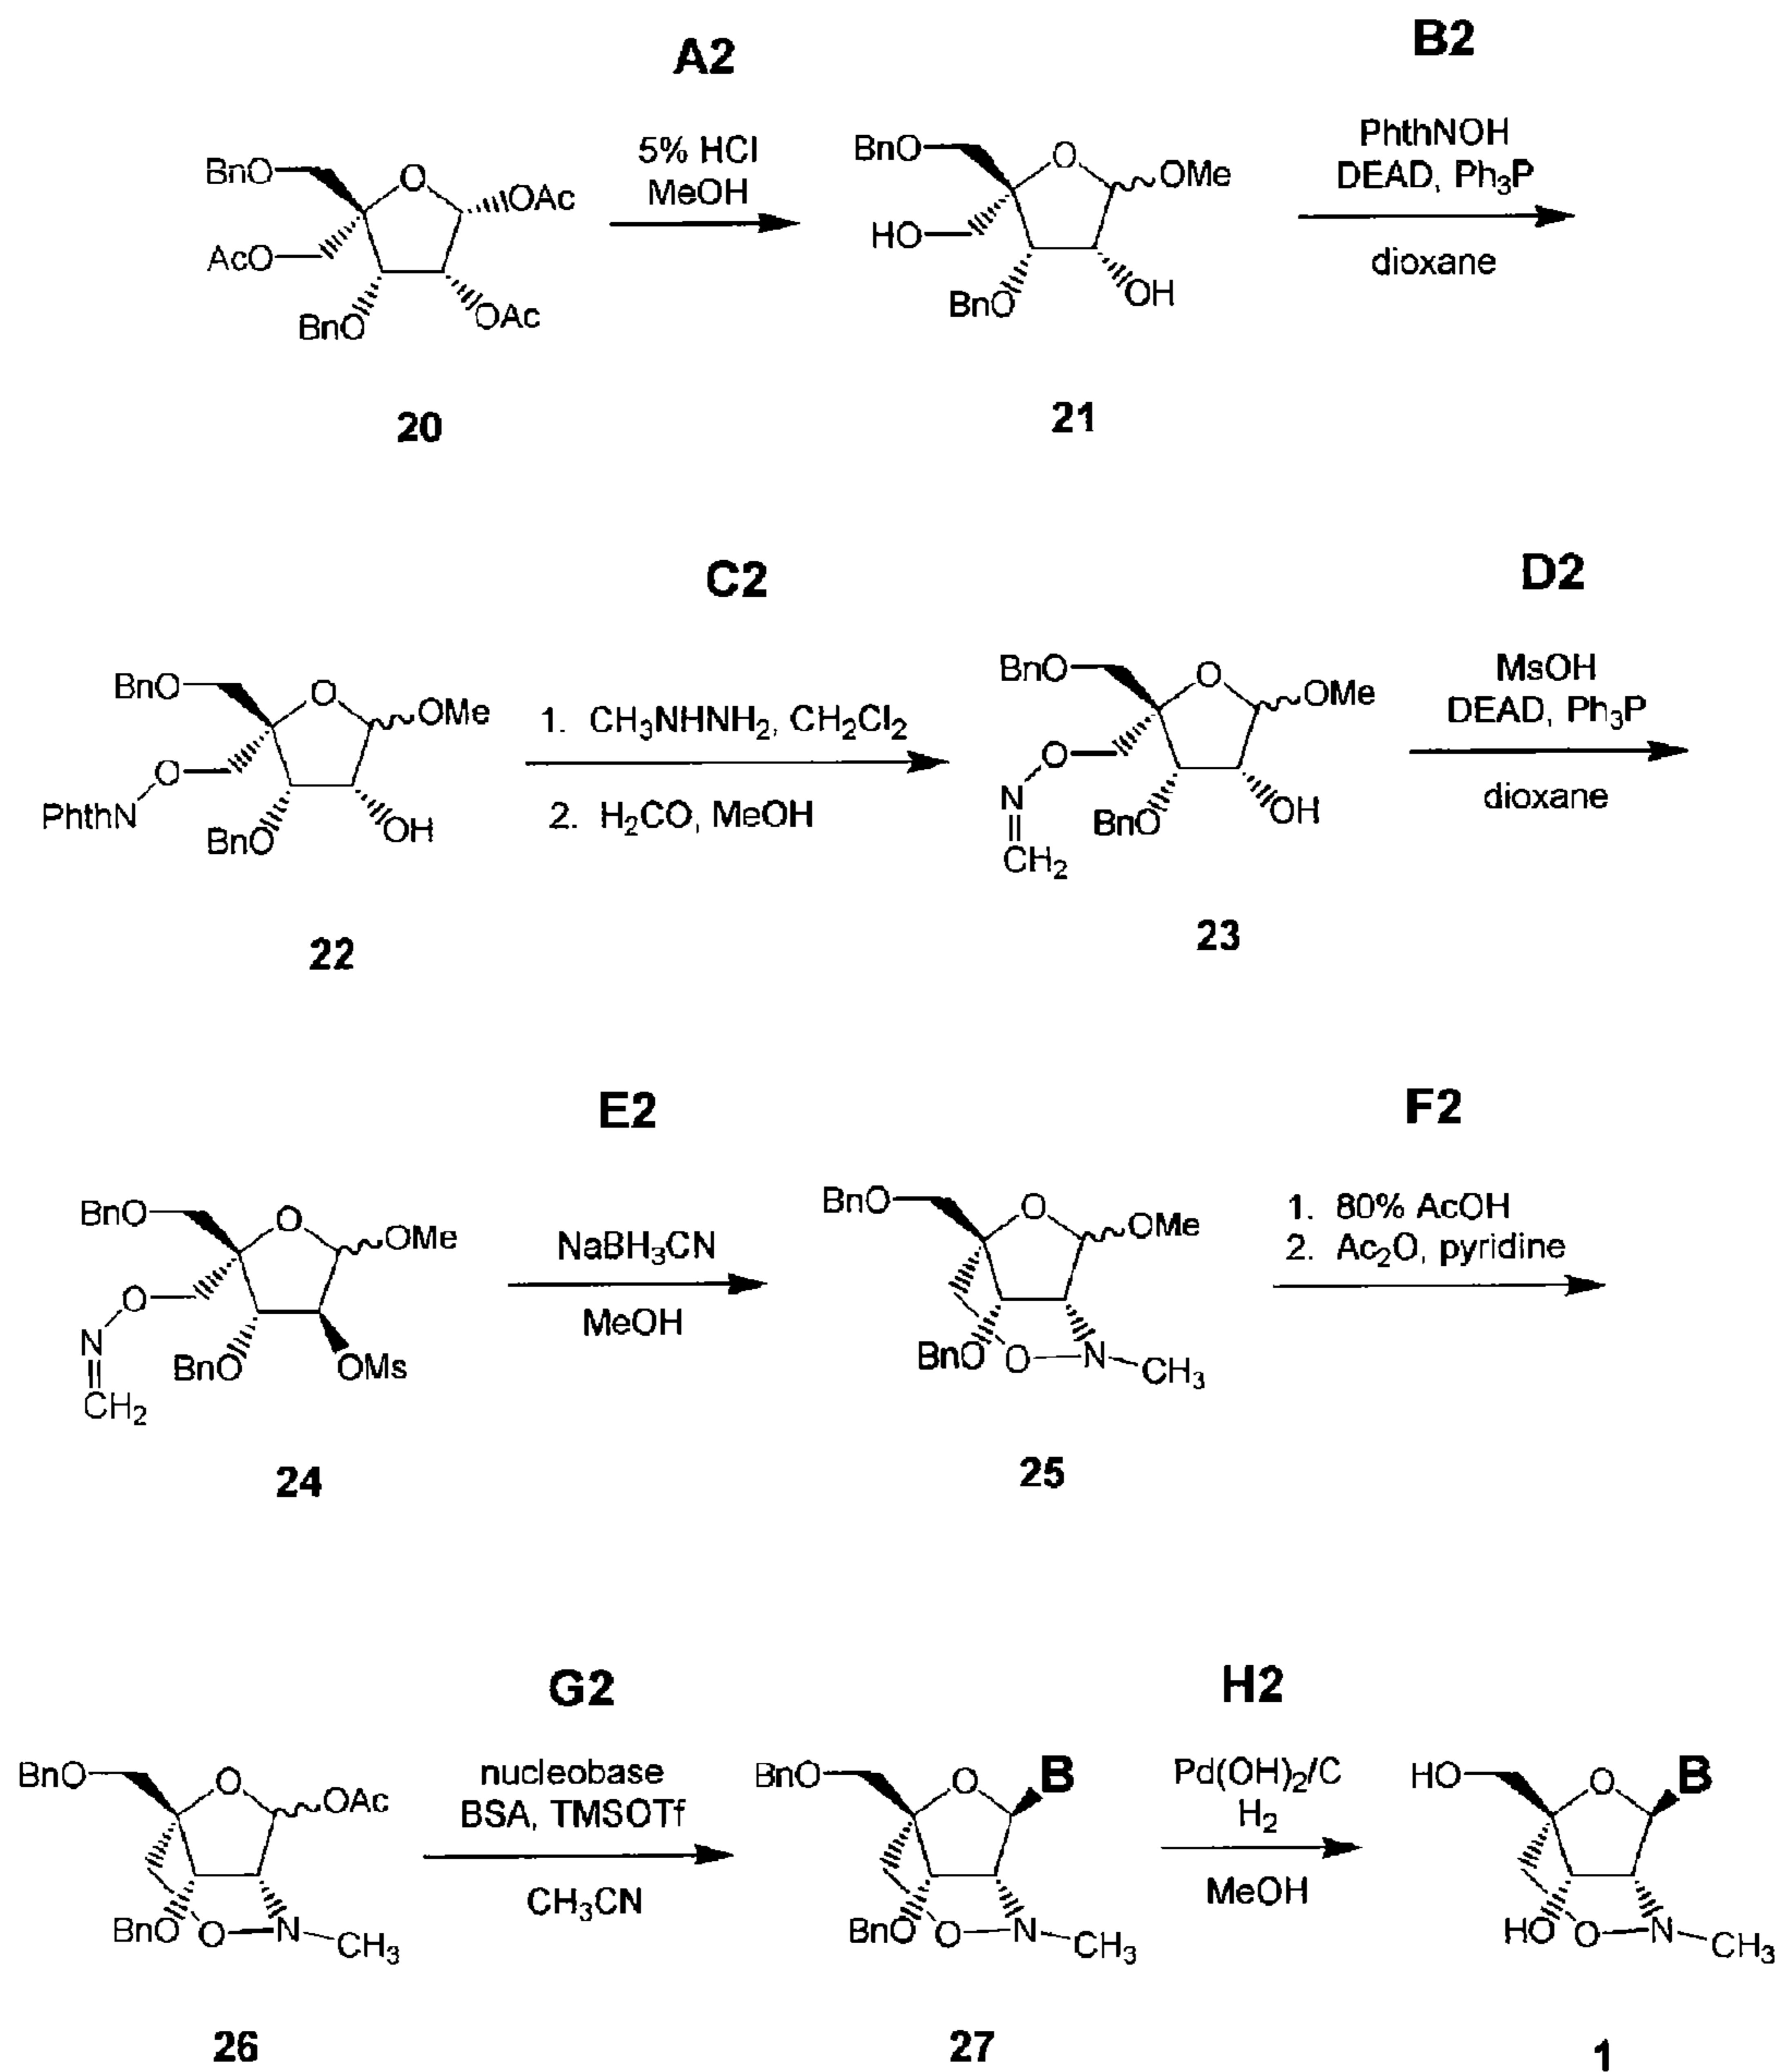 A2
B2
5% HCl
MeOH
PhthNOH
DEAD, Ph3P
dioxane
BnO
O
OAc
AcO
BnO
OAc
BnO
O
OMe
HO
BnO
OH
20
21
C2
D2
1. CH3NHNH2, CH2Cl2
2. H2CO, MeOH
MsOH
DEAD, Ph3P
dioxane
BnO
O
OMe
O
PhthN
BnO
OH
BnO
O
OMe
O
N
CH2
BnO
OH
22
23
E2
F2
NaBH3CN
MeOH
1. 80% AcOH
2. Ac2O, pyridine
BnO
O
OMe
O
N
CH2
BnO
OMs
BnO
O
OMe
BnO
O
N
CH3
24
25
G2
H2
nucleobase
BSA, TMSOTf
CH3CN
Pd(OH)2/C
H2
MeOH
BnO
O
OAc
BnO
O
N
CH3
BnO
O
B
BnO
O
N
CH3
HO
O
B
HO
O
N
CH3
26
27
1